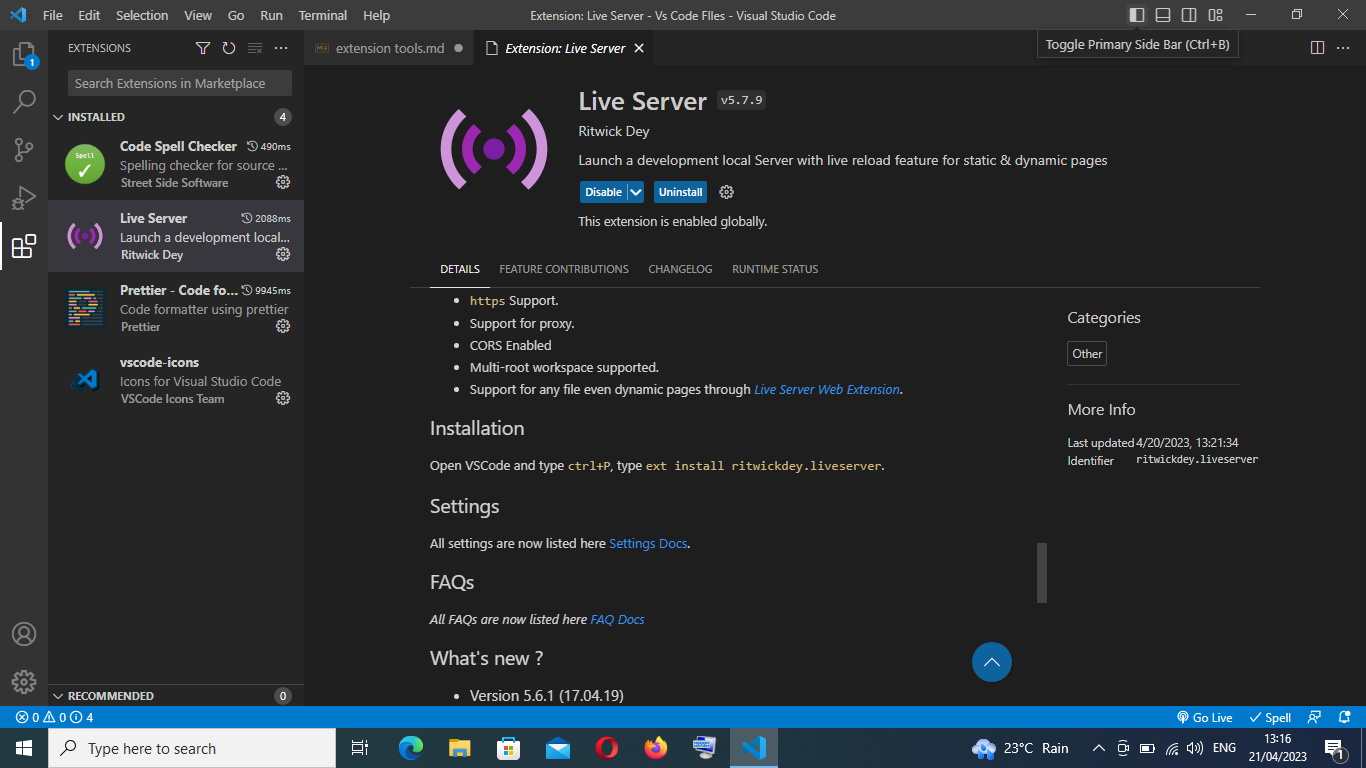 File Edit Selection View Go Run Terminal Help
Extension: Live Server - Vs Code FIles - Visual Studio Code
EXTENSIONS
extension tools.md
Extension: Live Server
Toggle Primary Side Bar (Ctrl+B)
1
Search Extensions in Marketplace
INSTALLED 4
Code Spell Checker 490ms
Spelling checker for source ...
Street Side Software
Spell
Live Server 2088ms
Launch a development local...
Ritwick Dey
Prettier - Code fo... 9945ms
Code formatter using prettier
Prettier
vscode-icons
Icons for Visual Studio Code
VSCode Icons Team
RECOMMENDED 0
Live Server v5.7.9
Ritwick Dey
Launch a development local Server with live reload feature for static & dynamic pages
Disable Uninstall
This extension is enabled globally.
DETAILS FEATURE CONTRIBUTIONS CHANGELOG RUNTIME STATUS
• https Support.
• Support for proxy.
• CORS Enabled
• Multi-root workspace supported.
• Support for any file even dynamic pages through Live Server Web Extension.
Installation
Open VSCode and type ctrl+P, type ext install ritwickdey.liveserver.
Settings
All settings are now listed here Settings Docs.
FAQs
All FAQs are now listed here FAQ Docs
What's new ?
• Version 5.6.1 (17.04.19)
Categories
Other
More Info
Last updated 4/20/2023, 13:21:34
Identifier ritwickdey.liveserver
0 0 4
Go Live Spell
Type here to search
23°C Rain
ENG
13:16
21/04/2023
1